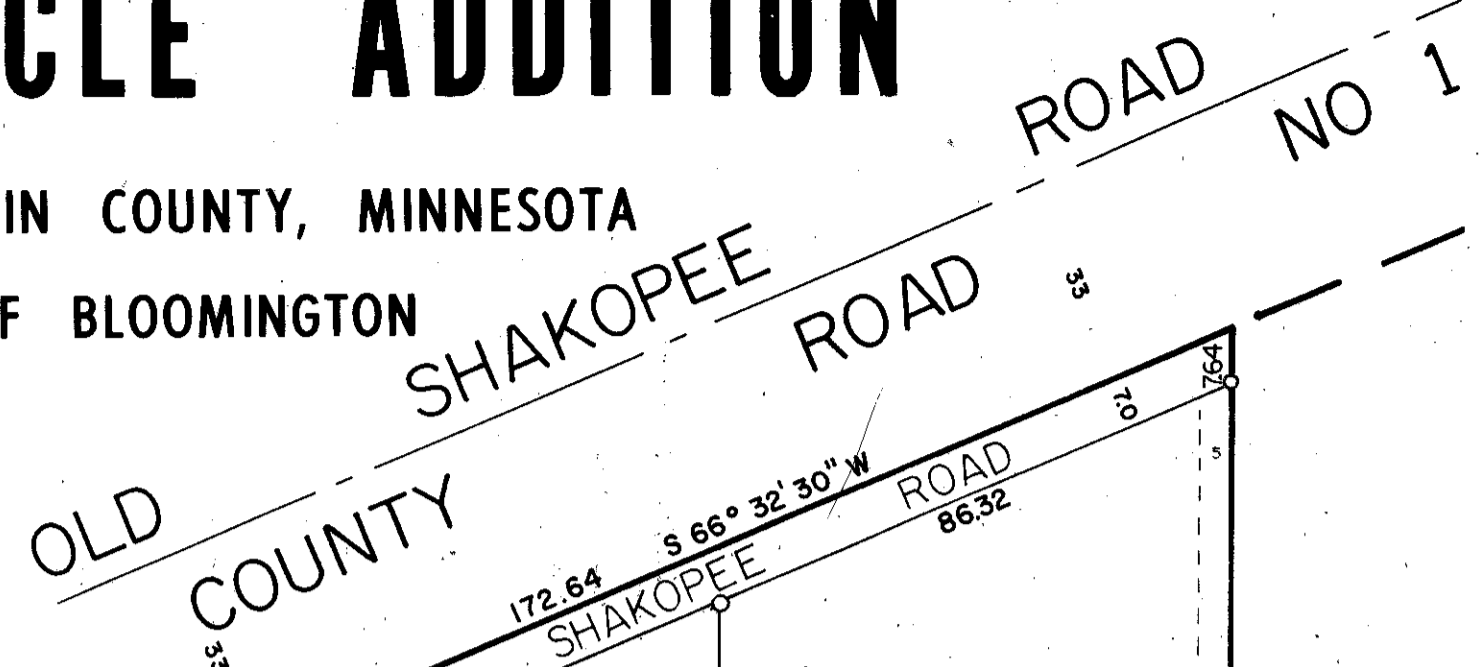 CLE ADDITION
IN COUNTY, MINNESOTA
F BLOOMINGTON
OLD SHAKOPEE ROAD
COUNTY ROAD NO 1
33
33
172.64
S 66° 32' 30" W
SHAKOPEE ROAD
86.32
7.0
7.64
5